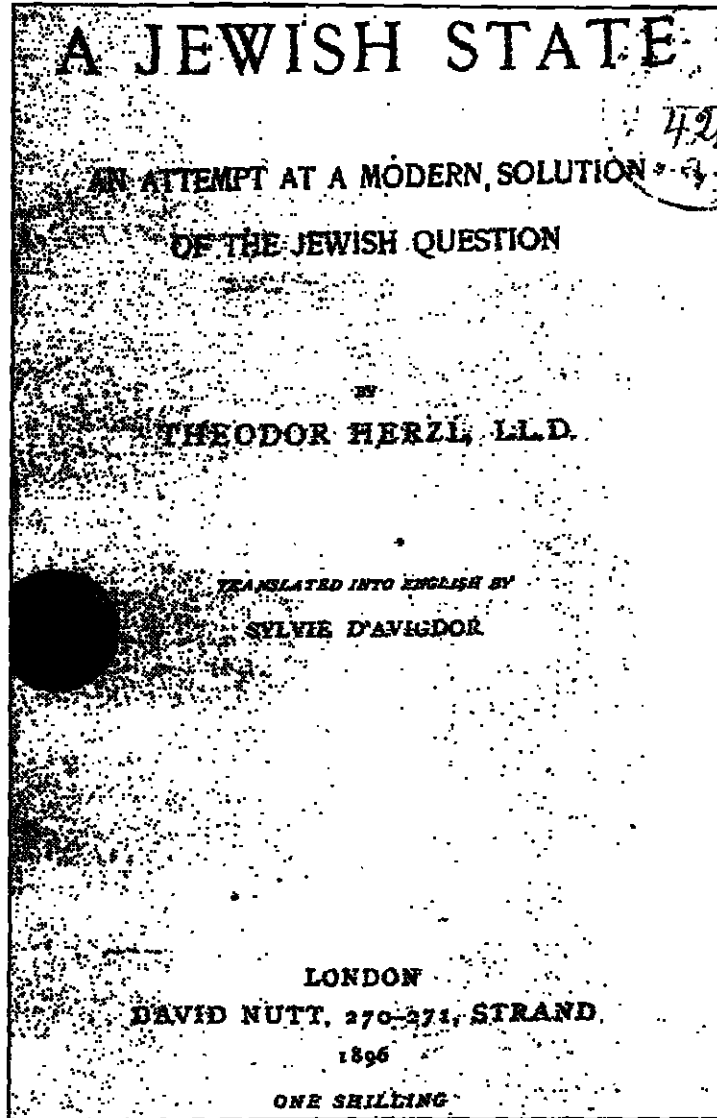 A JEWISH STATE
42
AN ATTEMPT AT A MODERN SOLUTION
OF THE JEWISH QUESTION
BY
THEODOR HERZL, LL.D.
TRANSLATED INTO ENGLISH BY
SYLVIE D'AVIGDOR
LONDON
DAVID NUTT, 270–271, STRAND
1896
ONE SHILLING